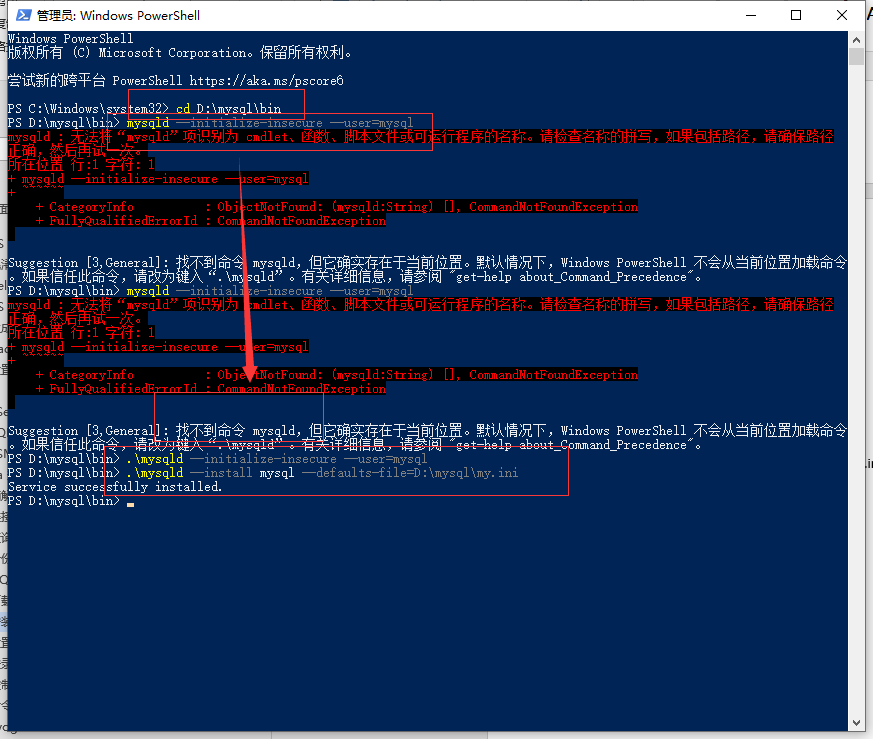 管理员: Windows PowerShell
Windows PowerShell
版权所有 (C) Microsoft Corporation。保留所有权利。
尝试新的跨平台 PowerShell https://aka.ms/pscore6
PS C:\Windows\system32> cd D:\mysql\bin
PS D:\mysql\bin> mysqld --initialize-insecure --user=mysql
mysqld : 无法将“mysqld”项识别为 cmdlet、函数、脚本文件或可运行程序的名称。请检查名称的拼写，如果包括路径，请确保路径
正确，然后再试一次。
所在位置 行:1 字符: 1
+ mysqld --initialize-insecure --user=mysql
+ ~~~~~~
+ CategoryInfo : ObjectNotFound: (mysqld:String) [], CommandNotFoundException
+ FullyQualifiedErrorId : CommandNotFoundException
Suggestion [3,General]: 找不到命令 mysqld，但它确实存在于当前位置。默认情况下，Windows PowerShell 不会从当前位置加载命令
。如果信任此命令，请改为键入“.\mysqld”。有关详细信息，请参阅 "get-help about_Command_Precedence"。
PS D:\mysql\bin> mysqld --initialize-insecure --user=mysql
mysqld : 无法将“mysqld”项识别为 cmdlet、函数、脚本文件或可运行程序的名称。请检查名称的拼写，如果包括路径，请确保路径
正确，然后再试一次。
所在位置 行:1 字符: 1
+ mysqld --initialize-insecure --user=mysql
+ ~~~~~~
+ CategoryInfo : ObjectNotFound: (mysqld:String) [], CommandNotFoundException
+ FullyQualifiedErrorId : CommandNotFoundException
Suggestion [3,General]: 找不到命令 mysqld，但它确实存在于当前位置。默认情况下，Windows PowerShell 不会从当前位置加载命令
。如果信任此命令，请改为键入“.\mysqld”。有关详细信息，请参阅 "get-help about_Command_Precedence"。
PS D:\mysql\bin> .\mysqld --initialize-insecure --user=mysql
PS D:\mysql\bin> .\mysqld --install mysql --defaults-file=D:\mysql\my.ini
Service successfully installed.
PS D:\mysql\bin>